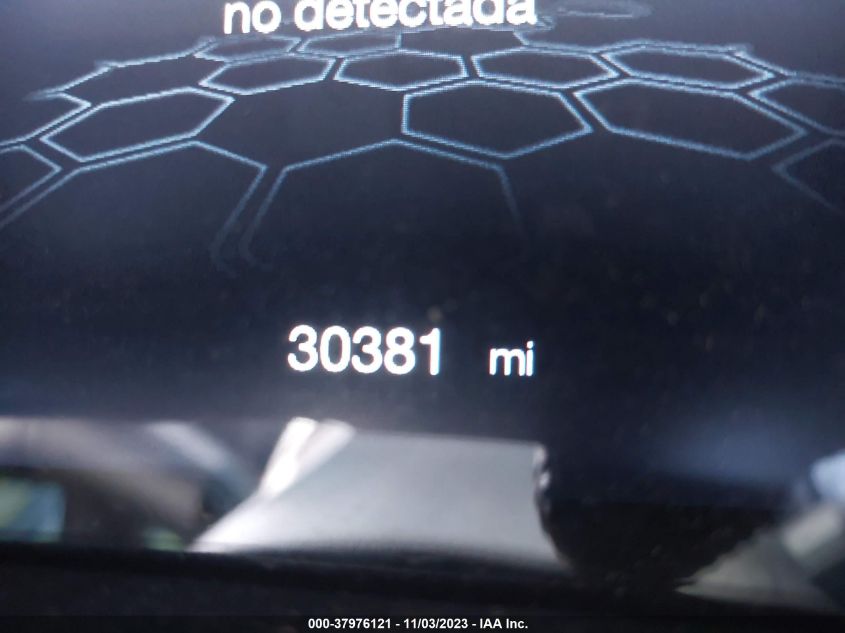 no detectada
30381 mi
000-37976121 - 11/03/2023 - IAA Inc.